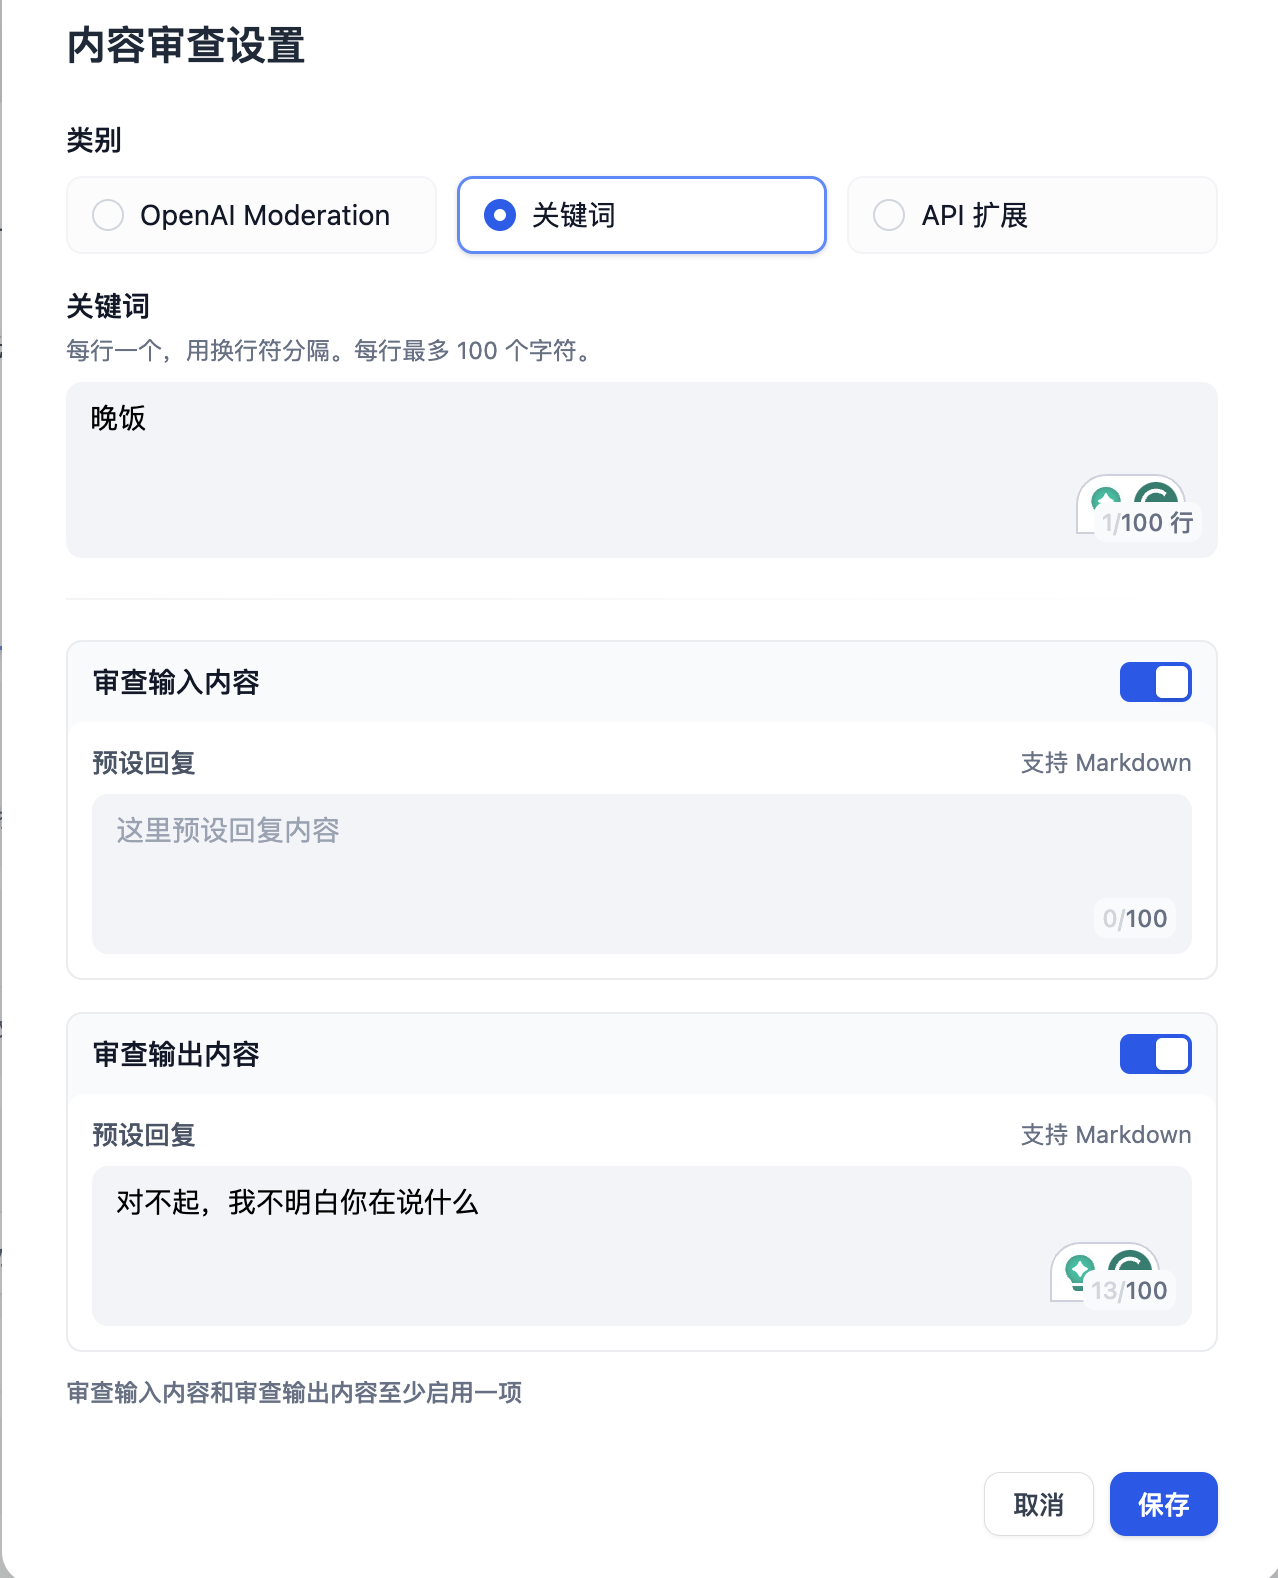 内容审查设置
类别
OpenAI Moderation
关键词
API 扩展
关键词
每行一个，用换行符分隔。每行最多 100 个字符。
晚饭
1/100 行
审查输入内容
预设回复
支持 Markdown
这里预设回复内容
0/100
审查输出内容
预设回复
支持 Markdown
对不起，我不明白你在说什么
13/100
审查输入内容和审查输出内容至少启用一项
取消
保存